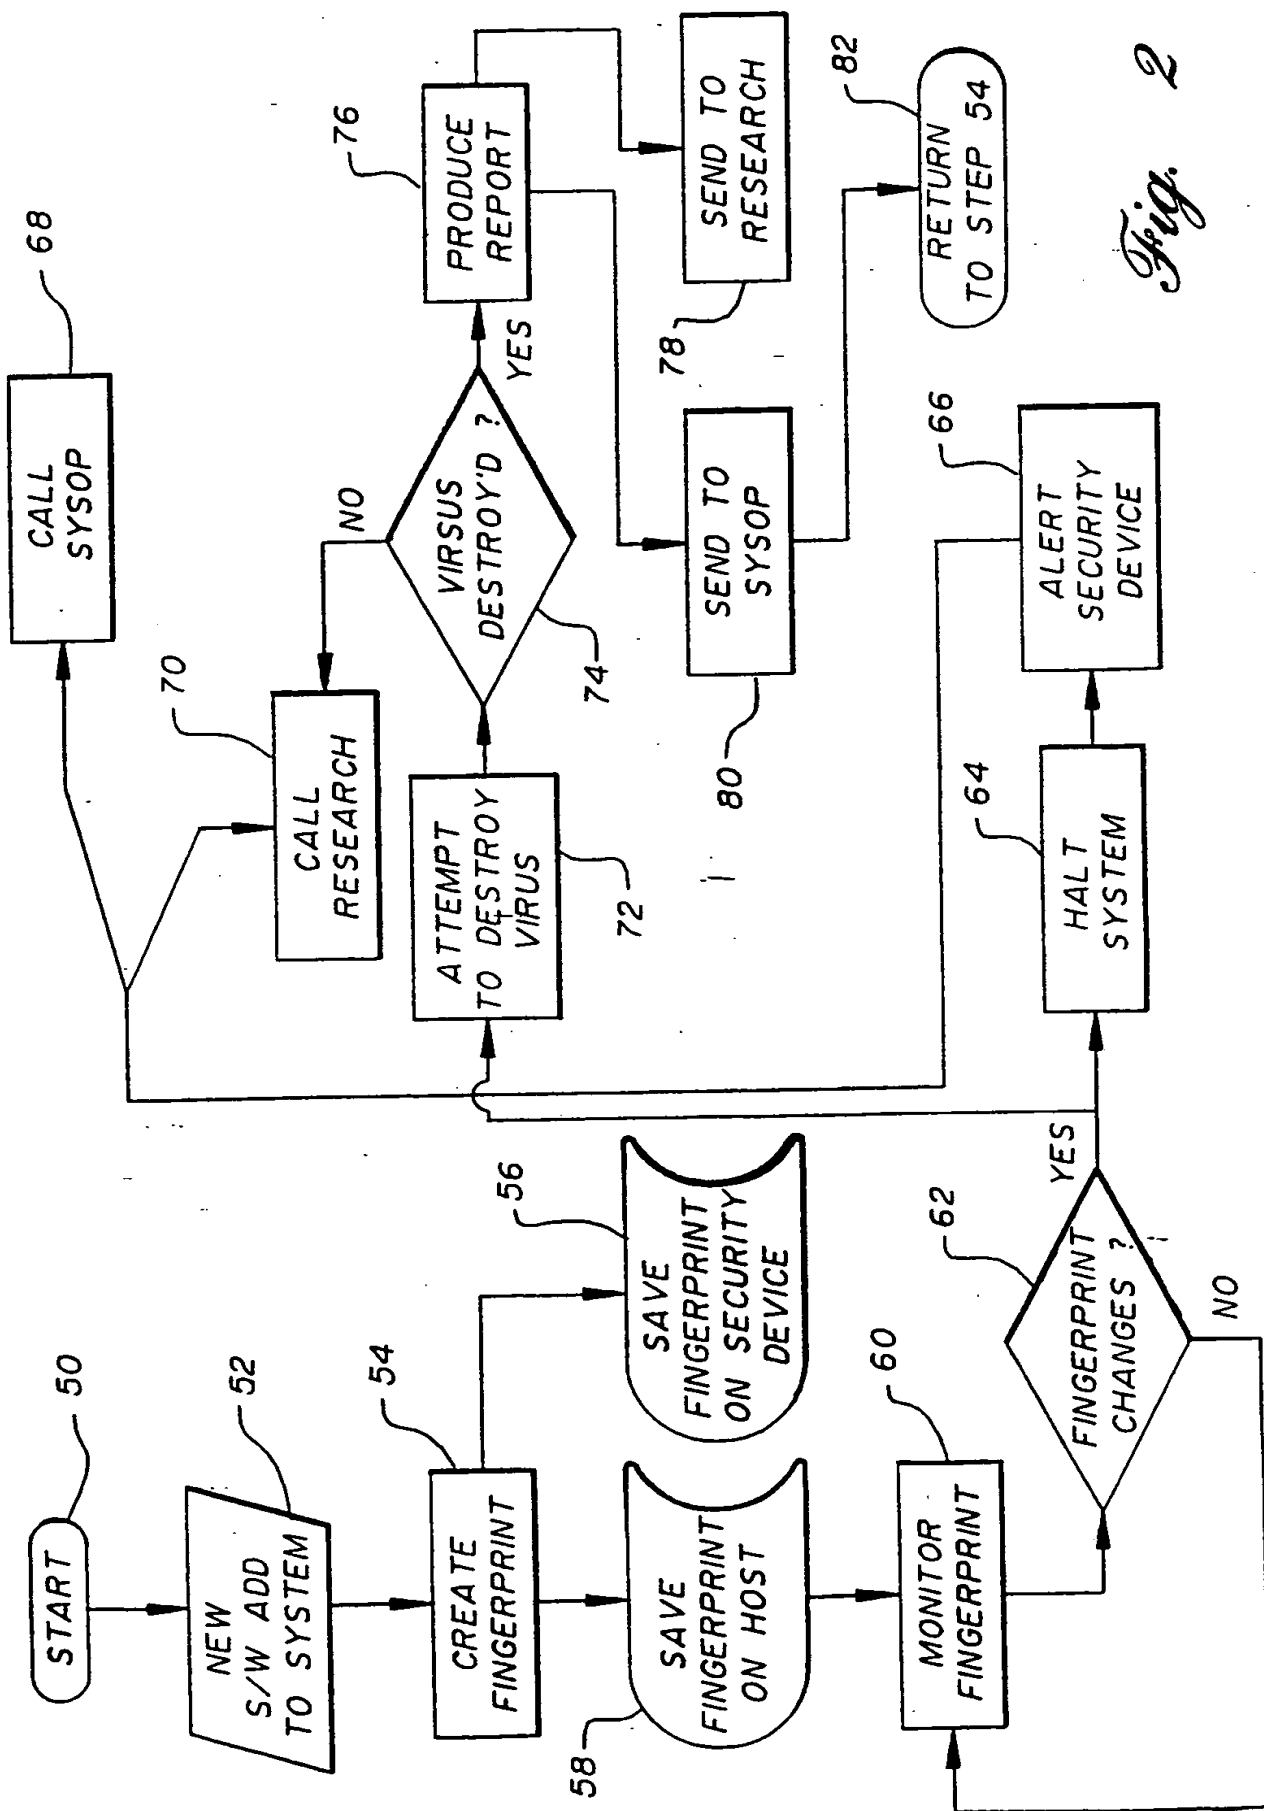 START
50
NEW
S/W ADD
TO SYSTEM
52
CREATE
FINGERPRINT
54
SAVE
FINGERPRINT
ON SECURITY
DEVICE
56
SAVE
FINGERPRINT
ON HOST
58
MONITOR
FINGERPRINT
60
FINGERPRINT
CHANGES ?
62
NO
YES
HALT
SYSTEM
64
ALERT
SECURITY
DEVICE
66
CALL
SYSOP
68
CALL
RESEARCH
70
ATTEMPT
TO DESTROY
VIRUS
72
VIRSUS
DESTROY'D ?
74
NO
YES
PRODUCE
REPORT
76
SEND TO
RESEARCH
78
SEND TO
SYSOP
80
RETURN
TO STEP 54
82
Fig. 2